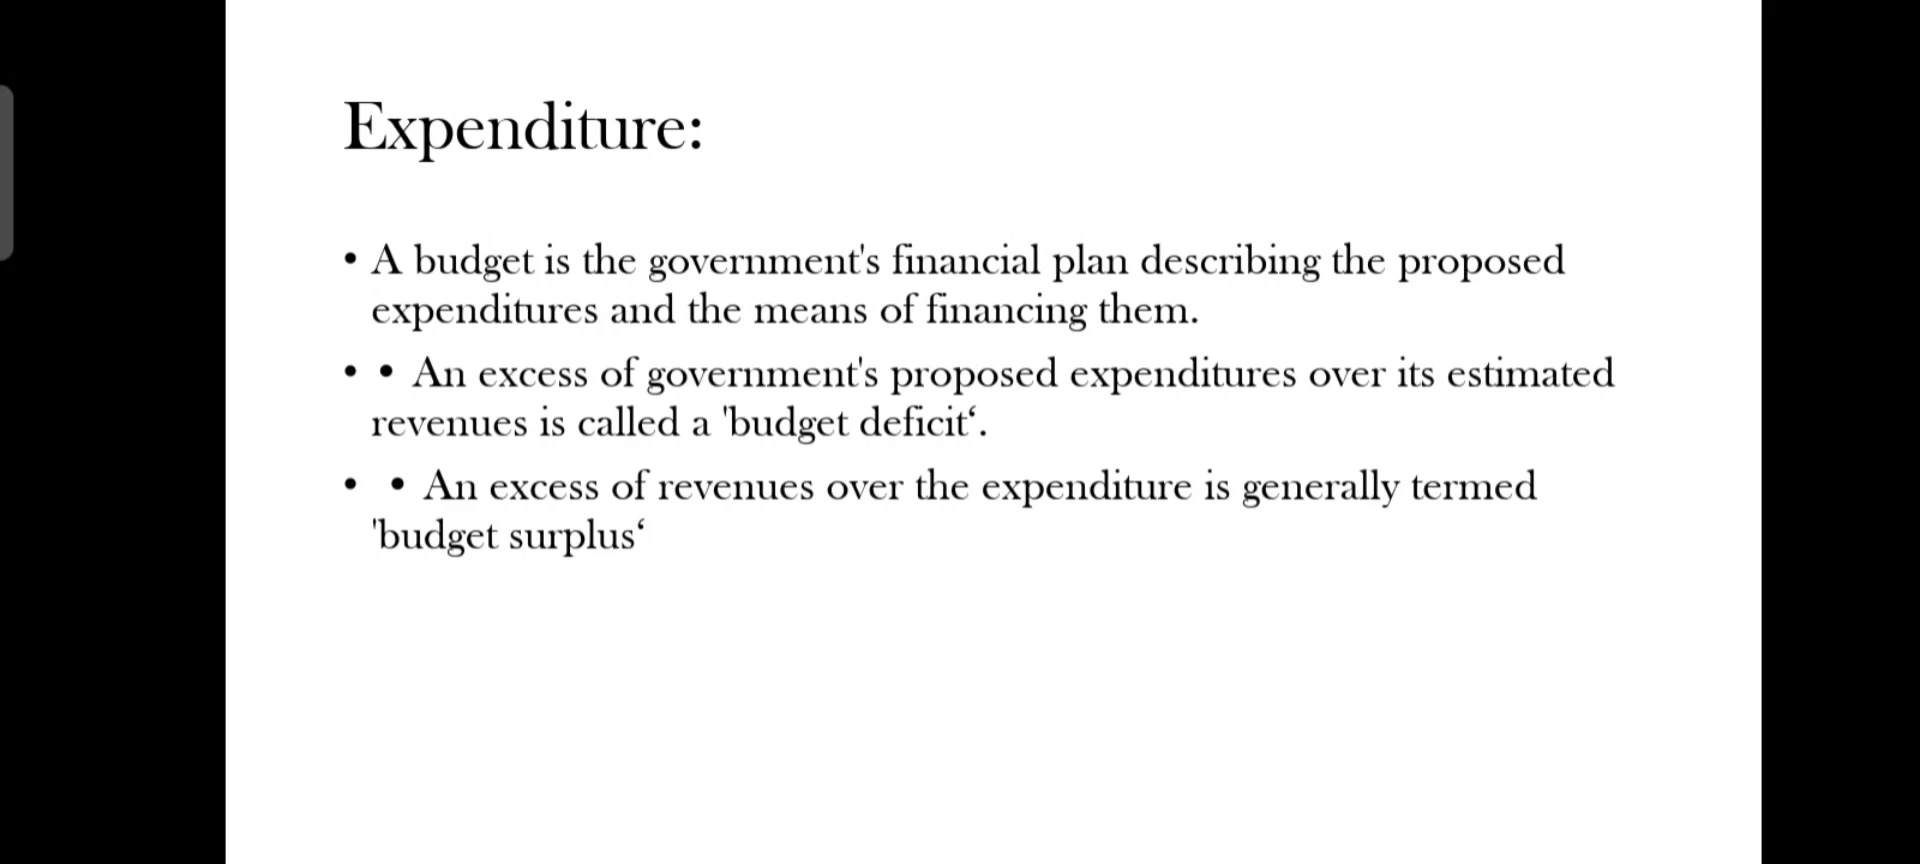 Expenditure:
• A budget is the government's financial plan describing the proposed
expenditures and the means of financing them.
• • An excess of government's proposed expenditures over its estimated
revenues is called a 'budget deficit‘.
• • An excess of revenues over the expenditure is generally termed
'budget surplus‘